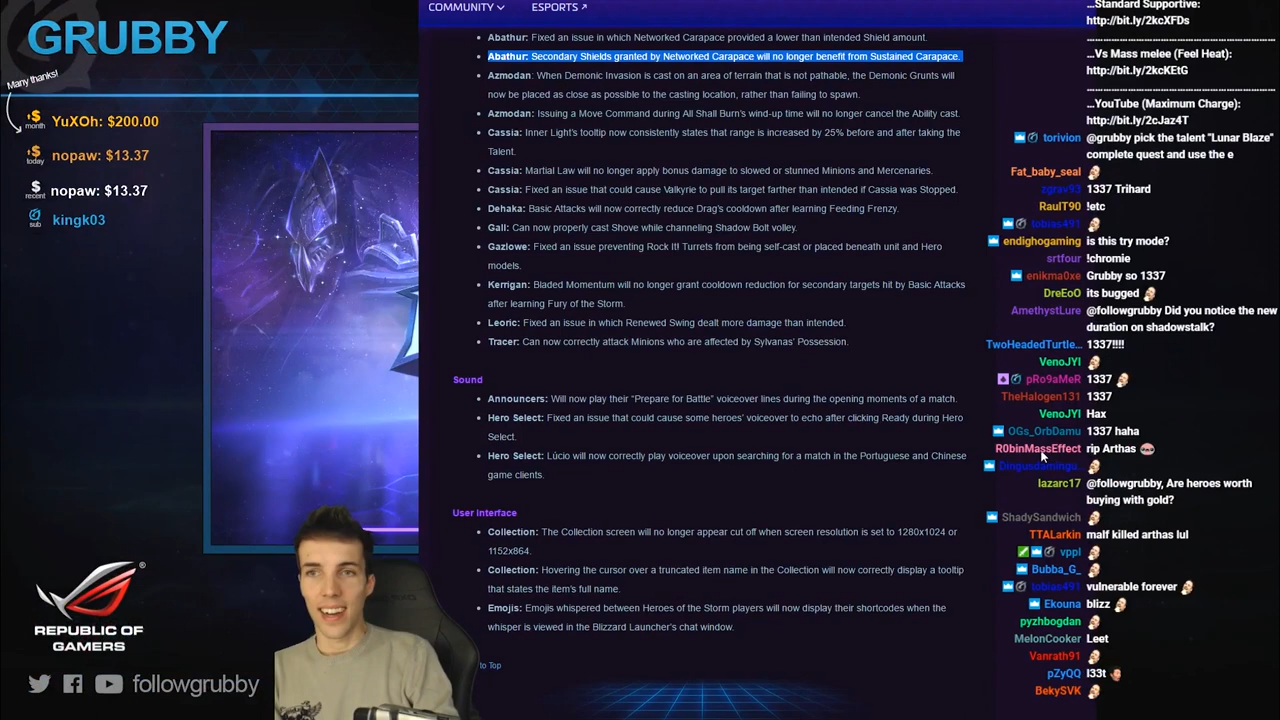 GRUBBY
Many thanks!
$ month YuXOh: $200.00
$ today nopaw: $13.37
$ recent nopaw: $13.37
sub kingk03
REPUBLIC OF
GAMERS
®
followgrubby
COMMUNITY
ESPORTS
Abathur: Fixed an issue in which Networked Carapace provided a lower than intended Shield amount.
Abathur: Secondary Shields granted by Networked Carapace will no longer benefit from Sustained Carapace.
Azmodan: When Demonic Invasion is cast on an area of terrain that is not pathable, the Demonic Grunts will
now be placed as close as possible to the casting location, rather than failing to spawn.
Azmodan: Issuing a Move Command during All Shall Burn's wind-up time will no longer cancel the Ability cast.
Cassia: Inner Light's tooltip now consistently states that range is increased by 25% before and after taking the
Talent.
Cassia: Martial Law will no longer apply bonus damage to slowed or stunned Minions and Mercenaries.
Cassia: Fixed an issue that could cause Valkyrie to pull its target farther than intended if Cassia was Stopped.
Dehaka: Basic Attacks will now correctly reduce Drag's cooldown after learning Feeding Frenzy.
Gall: Can now properly cast Shove while channeling Shadow Bolt volley.
Gazlowe: Fixed an issue preventing Rock It! Turrets from being self-cast or placed beneath unit and Hero
models.
Kerrigan: Bladed Momentum will no longer grant cooldown reduction for secondary targets hit by Basic Attacks
after learning Fury of the Storm.
Leoric: Fixed an issue in which Renewed Swing dealt more damage than intended.
Tracer: Can now correctly attack Minions who are affected by Sylvanas' Possession.
Sound
Announcers: Will now play their "Prepare for Battle" voiceover lines during the opening moments of a match.
Hero Select: Fixed an issue that could cause some heroes' voiceover to echo after clicking Ready during Hero
Select.
Hero Select: Lúcio will now correctly play voiceover upon searching for a match in the Portuguese and Chinese
game clients.
User Interface
Collection: The Collection screen will no longer appear cut off when screen resolution is set to 1280x1024 or
1152x864.
Collection: Hovering the cursor over a truncated item name in the Collection will now correctly display a tooltip
that states the item's full name.
Emojis: Emojis whispered between Heroes of the Storm players will now display their shortcodes when the
whisper is viewed in the Blizzard Launcher's chat window.
to Top
...Standard Supportive:
http://bit.ly/2kcXFDs
...Vs Mass melee (Feel Heat):
http://bit.ly/2kcKEtG
...YouTube (Maximum Charge):
http://bit.ly/2cJaz4T
torivion @grubby pick the talent "Lunar Blaze"
complete quest and use the e
Fat_baby_seal
zgrav93 1337 Trihard
RaulT90 !etc
tobias491
endighogaming is this try mode?
srtfour !chromie
enikma0xe Grubby so 1337
DreEoO its bugged
AmethystLure @followgrubby Did you notice the new
duration on shadowstalk?
TwoHeadedTurtle... 1337!!!!
VenoJYI
pRo9aMeR 1337
TheHalogen131 1337
VenoJYI Hax
OGs_OrbDamu 1337 haha
R0binMassEffect rip Arthas
lazarc17 @followgrubby, Are heroes worth
buying with gold?
ShadySandwich
TTALarkin malf killed arthas lul
vppl
Bubba_G_
tobias491 vulnerable forever
Ekouna blizz
pyzhbogdan
MelonCooker Leet
Vanrath91
pZyQQ l33t
BekySVK